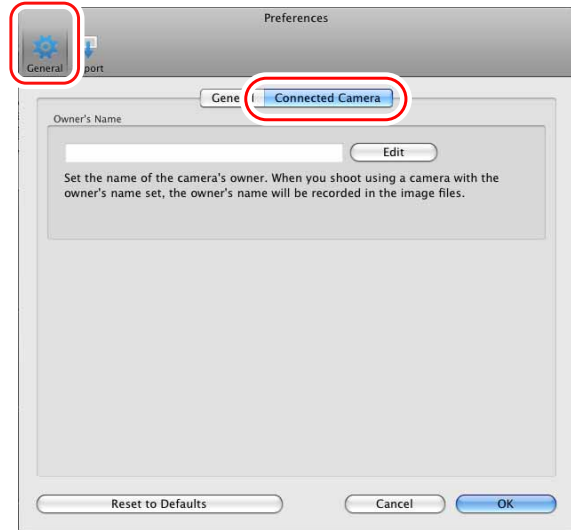 Preferences
General port
Gene l Connected Camera
Owner's Name
Edit
Set the name of the camera's owner. When you shoot using a camera with the
owner's name set, the owner's name will be recorded in the image files.
Reset to Defaults Cancel OK